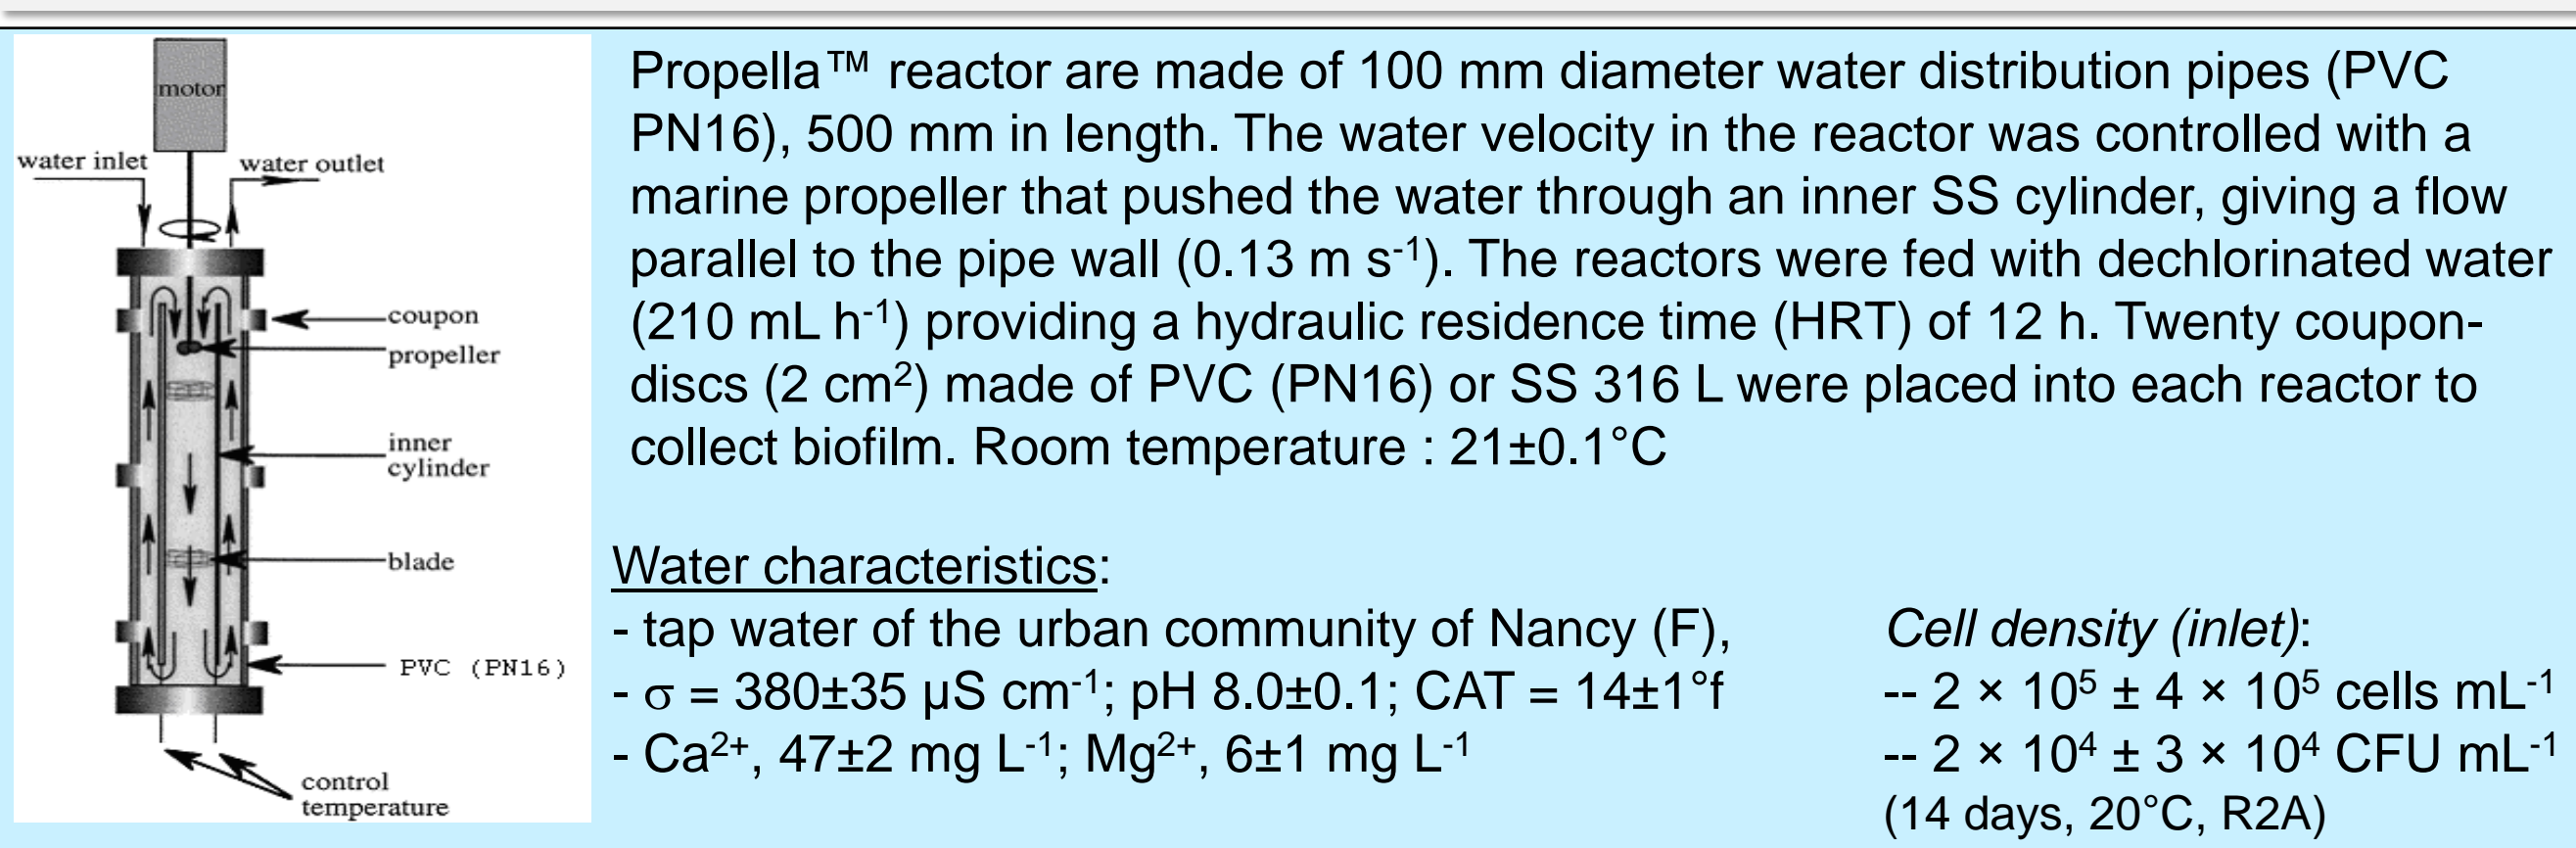 motor
water inlet
water outlet
coupon
propeller
inner
cylinder
blade
PVC (PN16)
control
temperature
Propella™ reactor are made of 100 mm diameter water distribution pipes (PVC
PN16), 500 mm in length. The water velocity in the reactor was controlled with a
marine propeller that pushed the water through an inner SS cylinder, giving a flow
parallel to the pipe wall (0.13 m s⁻¹). The reactors were fed with dechlorinated water
(210 mL h⁻¹) providing a hydraulic residence time (HRT) of 12 h. Twenty coupon-
discs (2 cm²) made of PVC (PN16) or SS 316 L were placed into each reactor to
collect biofilm. Room temperature : 21±0.1°C
Water characteristics:
- tap water of the urban community of Nancy (F),
- σ = 380±35 µS cm⁻¹; pH 8.0±0.1; CAT = 14±1°f
- Ca²⁺, 47±2 mg L⁻¹; Mg²⁺, 6±1 mg L⁻¹
Cell density (inlet):
-- 2 × 10⁵ ± 4 × 10⁵ cells mL⁻¹
-- 2 × 10⁴ ± 3 × 10⁴ CFU mL⁻¹
(14 days, 20°C, R2A)